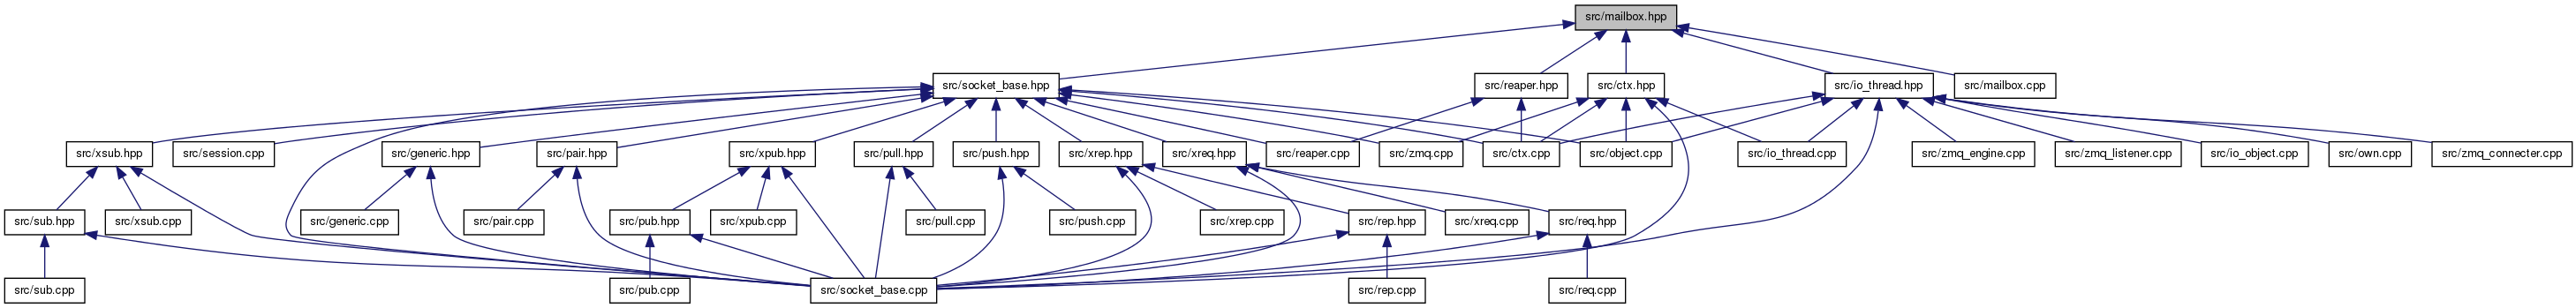 src/mailbox.hpp
src/socket_base.hpp
src/reaper.hpp
src/ctx.hpp
src/io_thread.hpp
src/mailbox.cpp
src/xsub.hpp
src/session.cpp
src/generic.hpp
src/pair.hpp
src/xpub.hpp
src/pull.hpp
src/push.hpp
src/xrep.hpp
src/xreq.hpp
src/reaper.cpp
src/zmq.cpp
src/ctx.cpp
src/object.cpp
src/io_thread.cpp
src/zmq_engine.cpp
src/zmq_listener.cpp
src/io_object.cpp
src/own.cpp
src/zmq_connecter.cpp
src/sub.hpp
src/xsub.cpp
src/generic.cpp
src/pair.cpp
src/pub.hpp
src/xpub.cpp
src/pull.cpp
src/push.cpp
src/xrep.cpp
src/rep.hpp
src/xreq.cpp
src/req.hpp
src/sub.cpp
src/pub.cpp
src/socket_base.cpp
src/rep.cpp
src/req.cpp